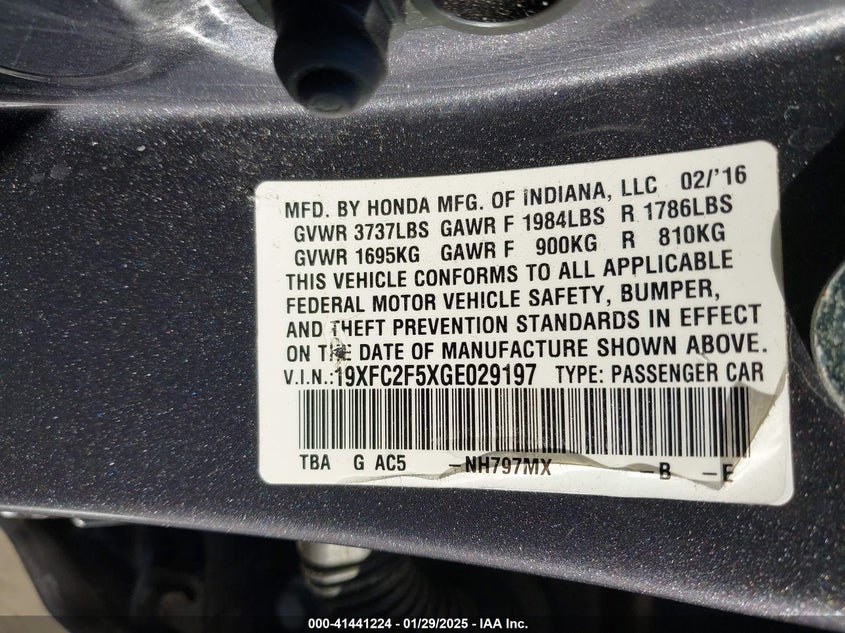 MFD. BY HONDA MFG. OF INDIANA, LLC 02/'16
GVWR 3737LBS GAWR F 1984LBS R 1786LBS
GVWR 1695KG GAWR F 900KG R 810KG
THIS VEHICLE CONFORMS TO ALL APPLICABLE
FEDERAL MOTOR VEHICLE SAFETY, BUMPER,
AND THEFT PREVENTION STANDARDS IN EFFECT
ON THE DATE OF MANUFACTURE SHOWN ABOVE.
V.I.N.:19XFC2F5XGE029197 TYPE: PASSENGER CAR
TBA G AC5 -NH797MX B -E
000-41441224 | 01/29/2025 | IAA Inc.